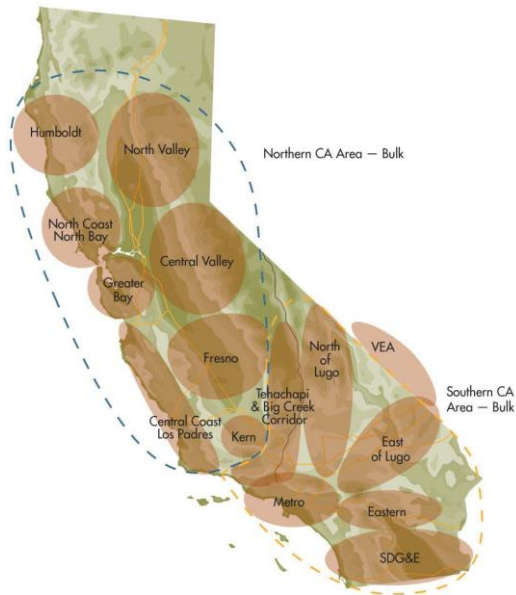 Humboldt
North Valley
Northern CA Area – Bulk
North Coast
North Bay
Central Valley
Greater
Bay
North
of
Lugo
VEA
Fresno
Southern CA
Area – Bulk
Tehachapi
& Big Creek
Corridor
Central Coast
Los Padres
Kern
East
of Lugo
Metro
Eastern
SDG&E